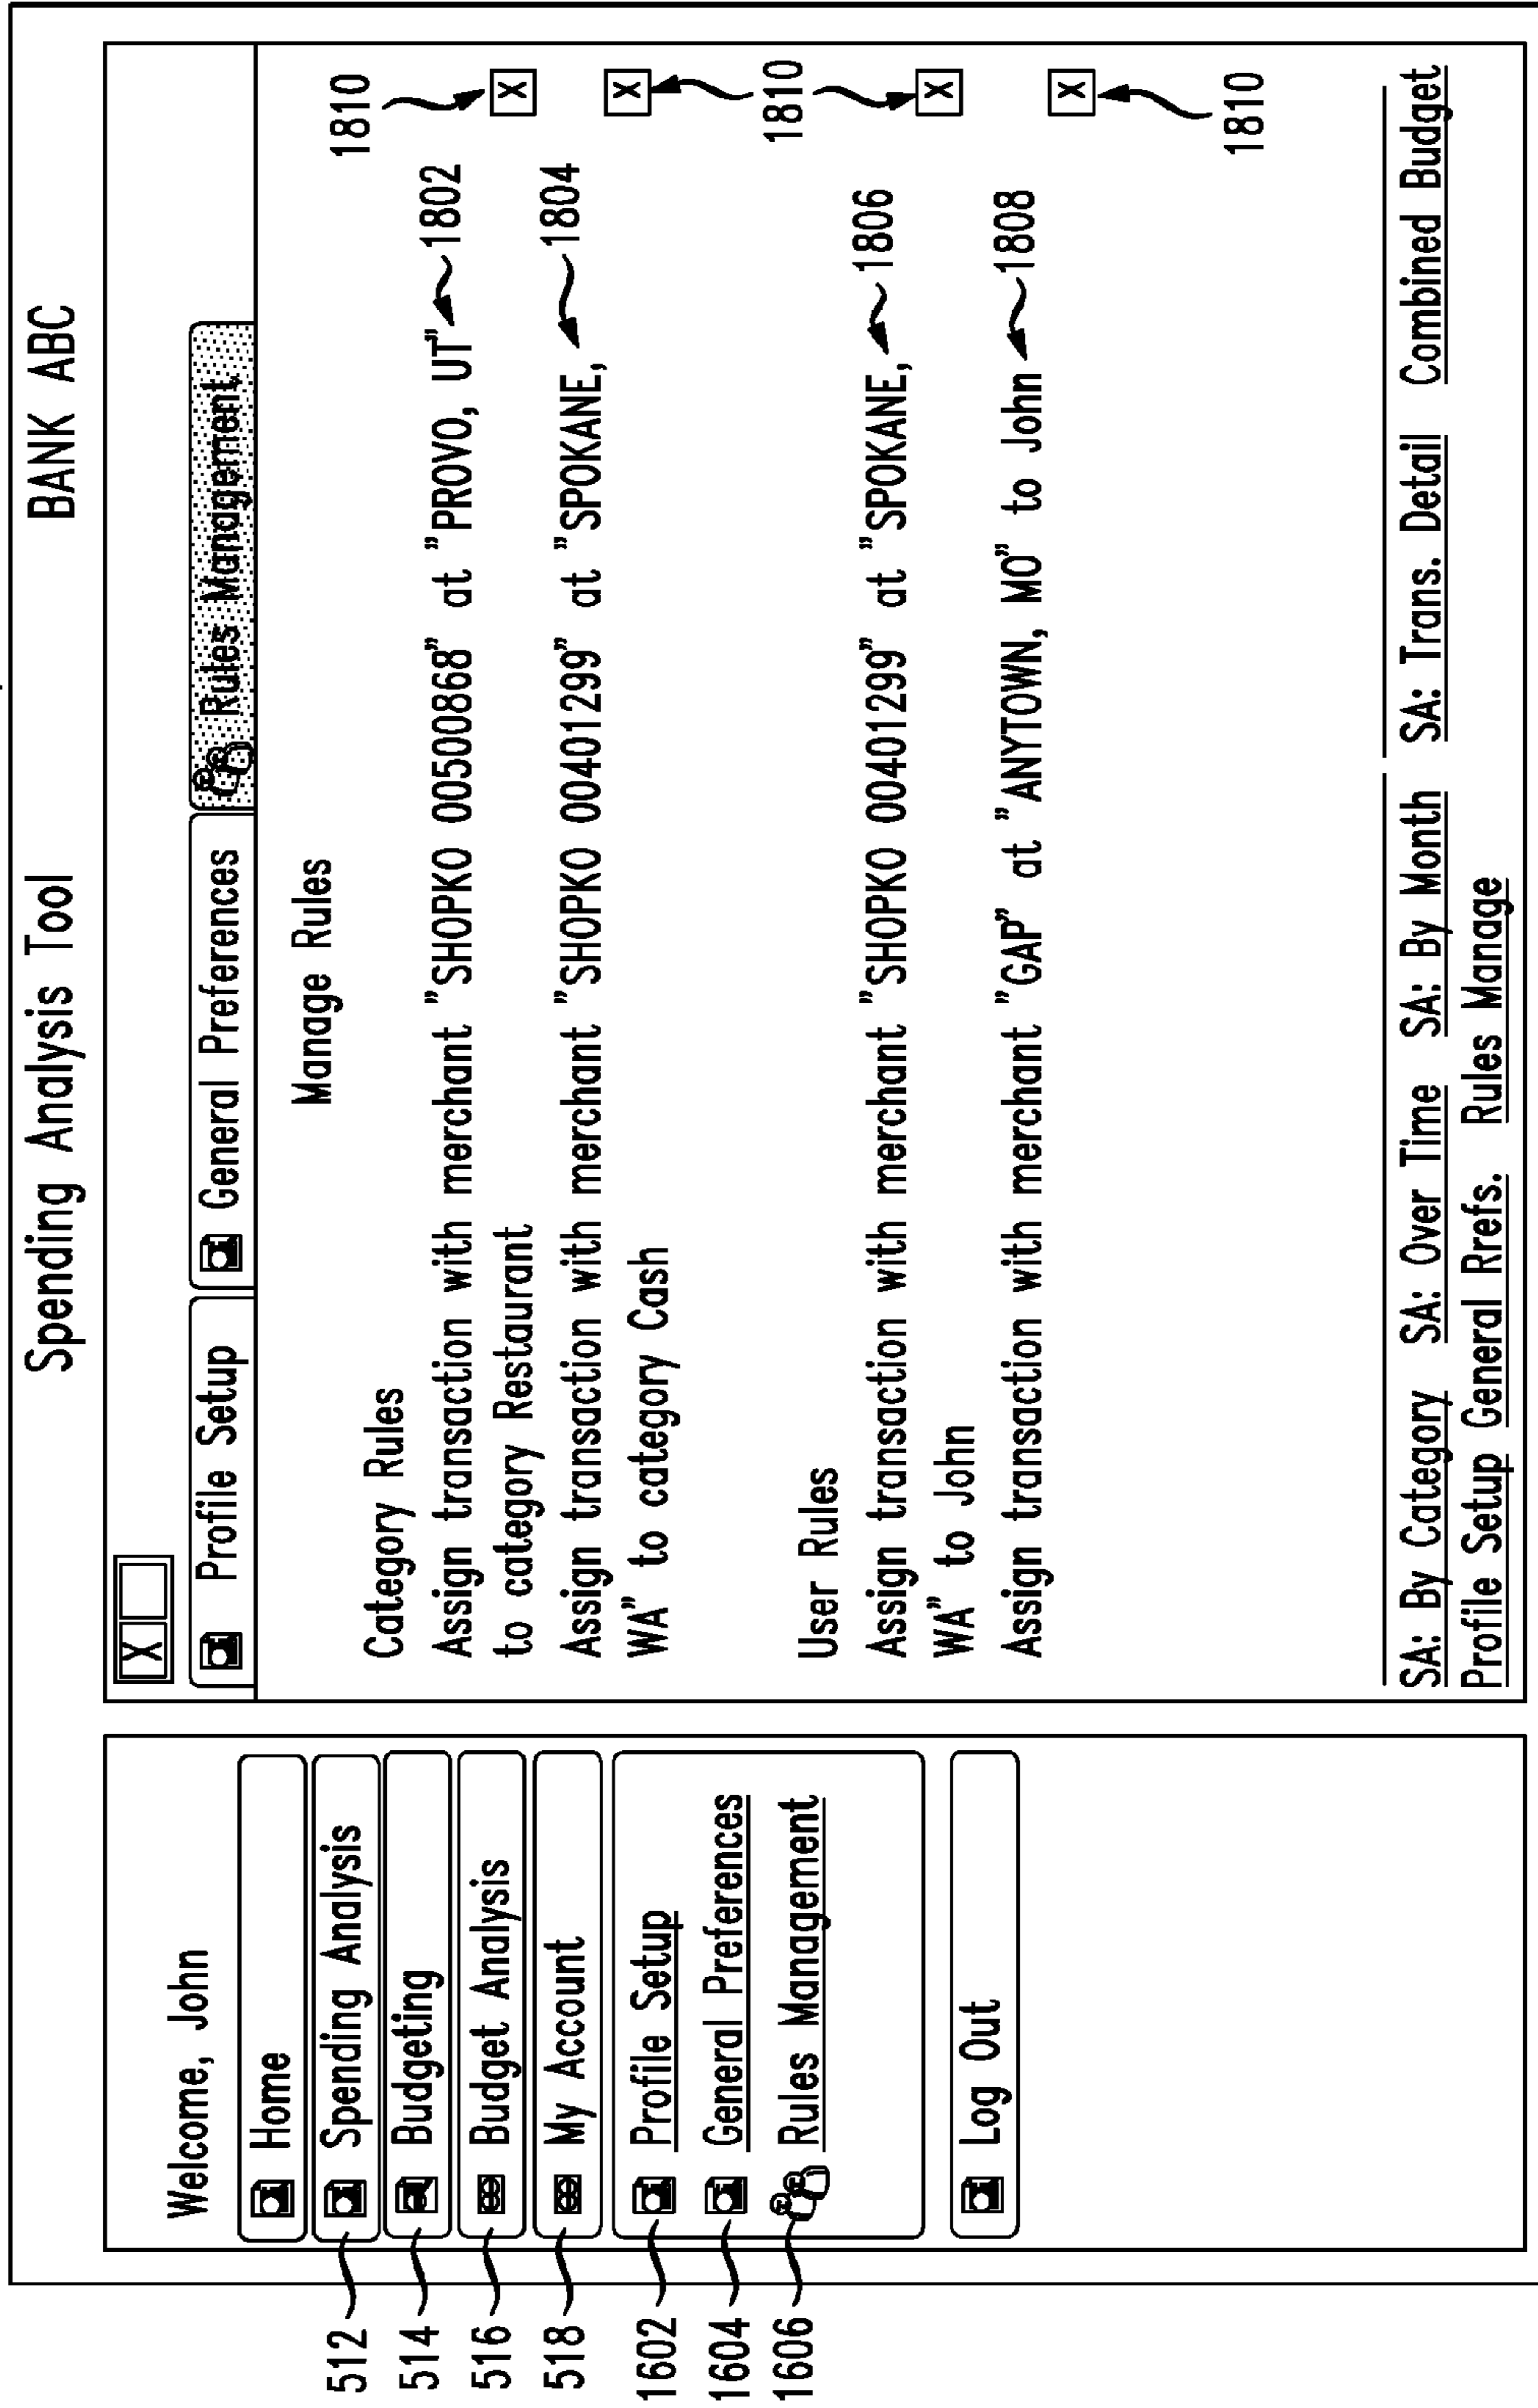 Spending Analysis Tool BANK ABC
Welcome, John
Home
Spending Analysis
Budgeting
Budget Analysis
My Account
Profile Setup
General Preferences
Rules Management
Log Out
512
514
516
518
1602
1604
1606
X
Profile Setup General Preferences Rules Management
Manage Rules
1810
Category Rules
Assign transaction with merchant "SHOPKO 00500868" at "PROVO, UT" 1802
to category Restaurant X
Assign transaction with merchant "SHOPKO 00401299" at "SPOKANE, 1804
WA" to category Cash X
1810
User Rules
Assign transaction with merchant "SHOPKO 00401299" at "SPOKANE, 1806
WA" to John X
Assign transaction with merchant "GAP" at "ANYTOWN, MO" to John 1808
X
1810
SA: By Category SA: Over Time SA: By Month SA: Trans. Detail Combined Budget
Profile Setup General Rrefs. Rules Manage